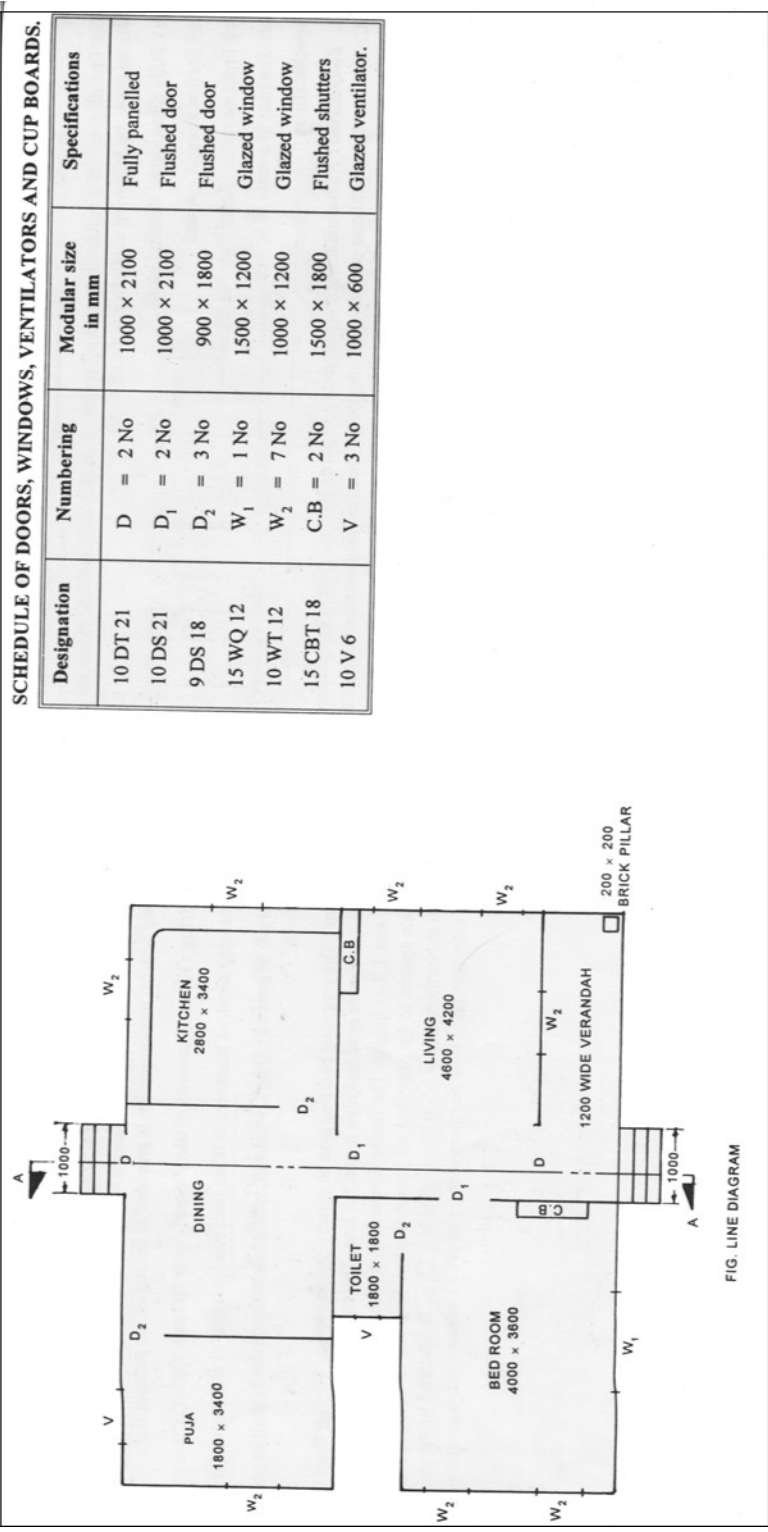 SCHEDULE OF DOORS, WINDOWS, VENTILATORS AND CUP BOARDS.
Designation Numbering Modular size in mm Specifications
10 DT 21 D = 2 No 1000 × 2100 Fully panelled
10 DS 21 D₁ = 2 No 1000 × 2100 Flushed door
9 DS 18 D₂ = 3 No 900 × 1800 Flushed door
15 WQ 12 W₁ = 1 No 1500 × 1200 Glazed window
10 WT 12 W₂ = 7 No 1000 × 1200 Glazed window
15 CBT 18 C.B = 2 No 1500 × 1800 Flushed shutters
10 V 6 V = 3 No 1000 × 600 Glazed ventilator.
A
1000
V
D₂
D
W₂
PUJA
1800 × 3400
DINING
KITCHEN
2800 × 3400
W₂
D₂
W₂
V
TOILET
1800 × 1800
D₁
C.B
D₂
W₂
D₁
LIVING
4600 × 4200
W₂
BED ROOM
4000 × 3600
C.B
D
W₂
W₂
W₂
1200 WIDE VERANDAH
200 × 200
BRICK PILLAR
W₁
1000
A
FIG. LINE DIAGRAM